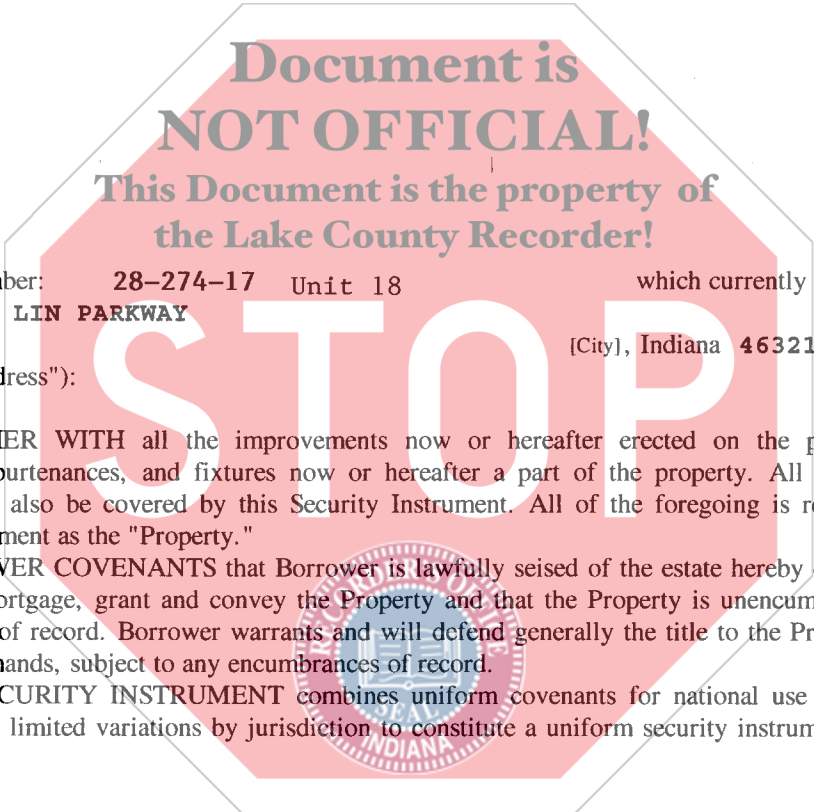 Document is
NOT OFFICIAL!
This Document is the property of
the Lake County Recorder!
ber: 28-274-17 Unit 18 which currently
LIN PARKWAY
[City], Indiana 46321
dress"):
STOP
ER WITH all the improvements now or hereafter erected on the p
purtenances, and fixtures now or hereafter a part of the property. All
also be covered by this Security Instrument. All of the foregoing is re
ment as the "Property."
VER COVENANTS that Borrower is lawfully seised of the estate hereby
ortgage, grant and convey the Property and that the Property is unencum
of record. Borrower warrants and will defend generally the title to the Pr
nands, subject to any encumbrances of record.
CURITY INSTRUMENT combines uniform covenants for national use
limited variations by jurisdiction to constitute a uniform security instrum
RECORDER'S OFFICE
SEAL
INDIANA